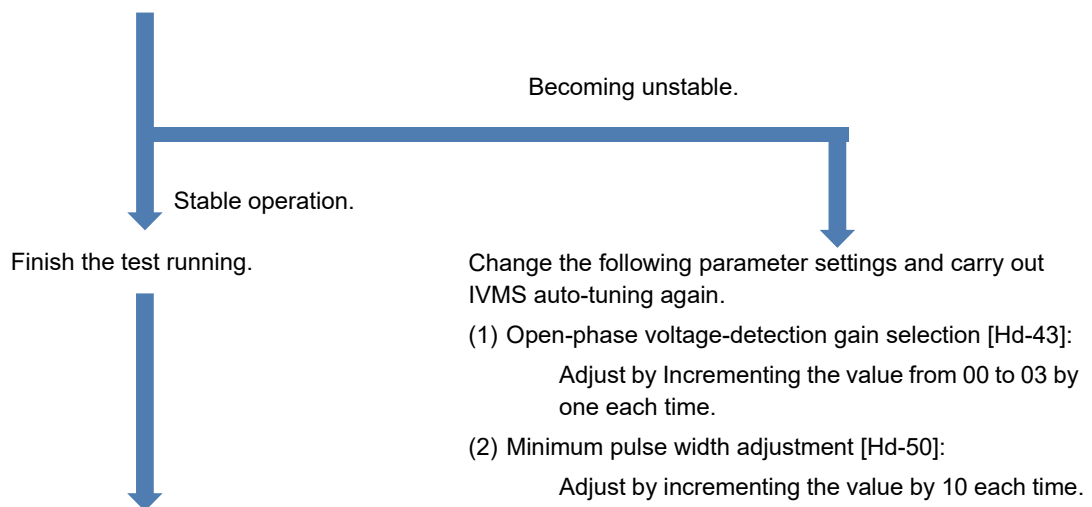 Becoming unstable.
Stable operation.
Finish the test running.
Change the following parameter settings and carry out
IVMS auto-tuning again.
(1) Open-phase voltage-detection gain selection [Hd-43]:
Adjust by Incrementing the value from 00 to 03 by
one each time.
(2) Minimum pulse width adjustment [Hd-50]:
Adjust by incrementing the value by 10 each time.